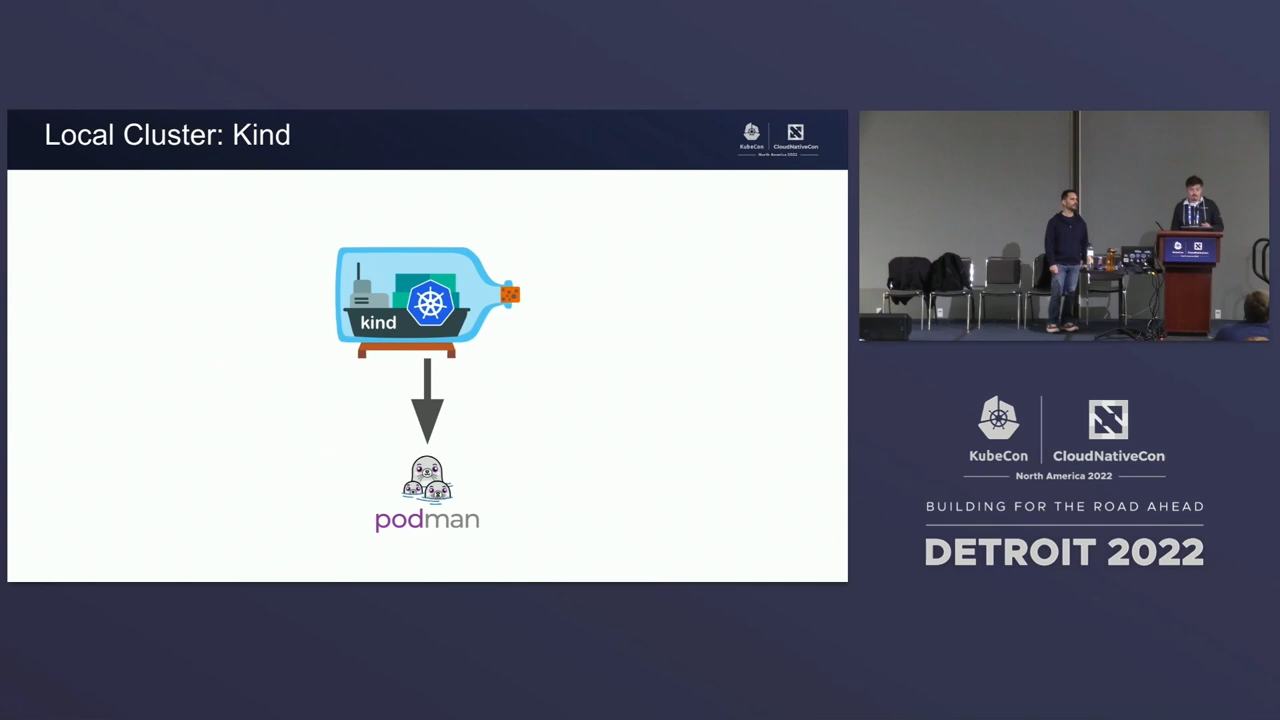 Local Cluster: Kind
KubeCon
CloudNativeCon
North America 2022
kind
podman
KubeCon
CloudNativeCon
North America 2022
BUILDING FOR THE ROAD AHEAD
DETROIT 2022